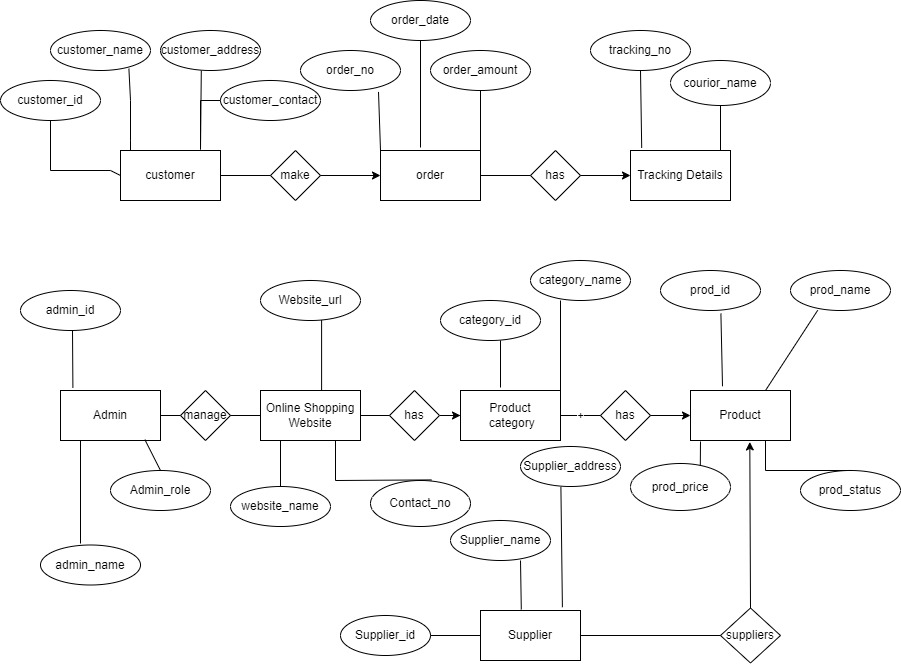 order_date
customer_name
customer_address
tracking_no
order_no
order_amount
courior_name
customer_id
customer_contact
customer
make
order
has
Tracking Details
category_name
Website_url
prod_id
prod_name
admin_id
category_id
Admin
manage
Online Shopping
Website
has
Product
category
+
has
Product
Supplier_address
Admin_role
prod_price
prod_status
website_name
Contact_no
Supplier_name
admin_name
Supplier_id
Supplier
suppliers